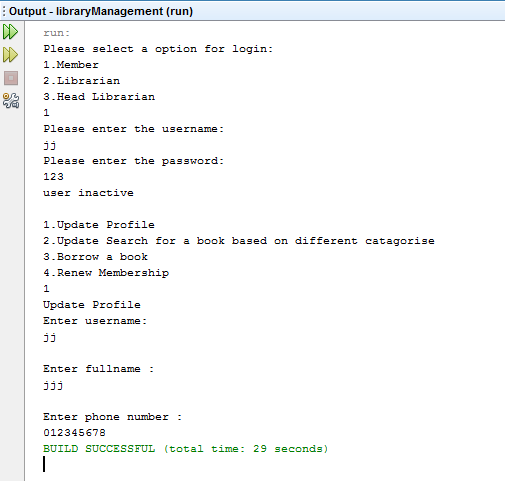 Output - libraryManagement (run)
run:
Please select a option for login:
1.Member
2.Librarian
3.Head Librarian
1
Please enter the username:
jj
Please enter the password:
123
user inactive
1.Update Profile
2.Update Search for a book based on different catagorise
3.Borrow a book
4.Renew Membership
1
Update Profile
Enter username:
jj
Enter fullname :
jjj
Enter phone number :
012345678
BUILD SUCCESSFUL (total time: 29 seconds)